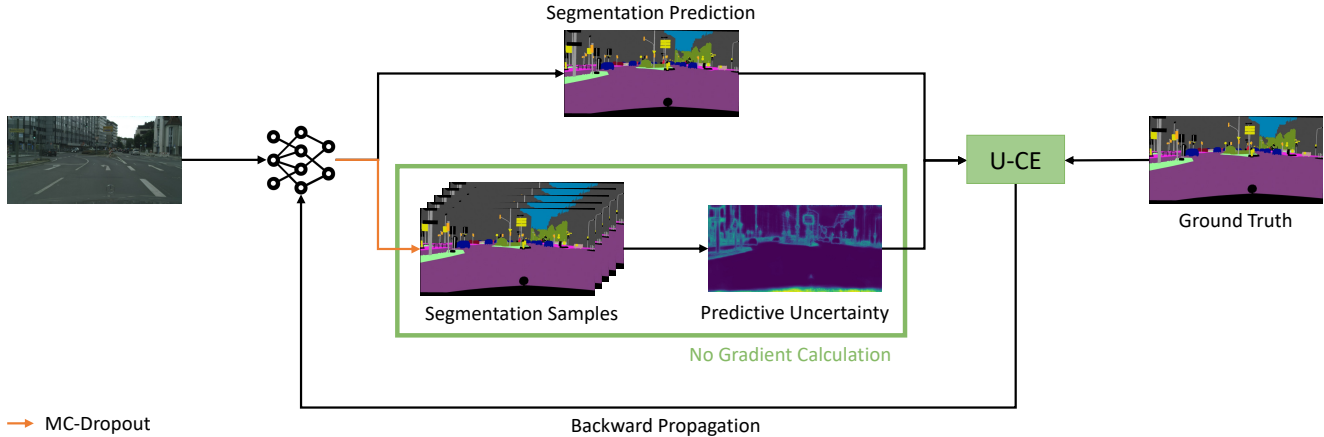 Segmentation Prediction
U-CE
Ground Truth
Segmentation Samples
Predictive Uncertainty
No Gradient Calculation
MC-Dropout
Backward Propagation